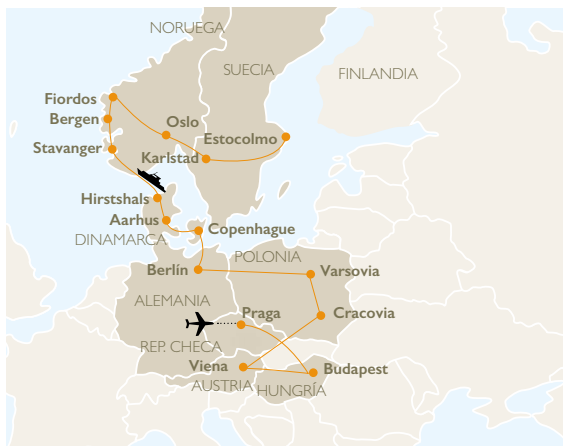 NORUEGA
SUECIA
FINLANDIA
Fiordos
Bergen
Oslo
Estocolmo
Stavanger
Karlstad
Hirstshals
Aarhus
Copenhague
DINAMARCA
POLONIA
Berlín
Varsovia
ALEMANIA
Praga
Cracovia
REP. CHECA
Viena
Budapest
AUSTRIA
HUNGRÍA